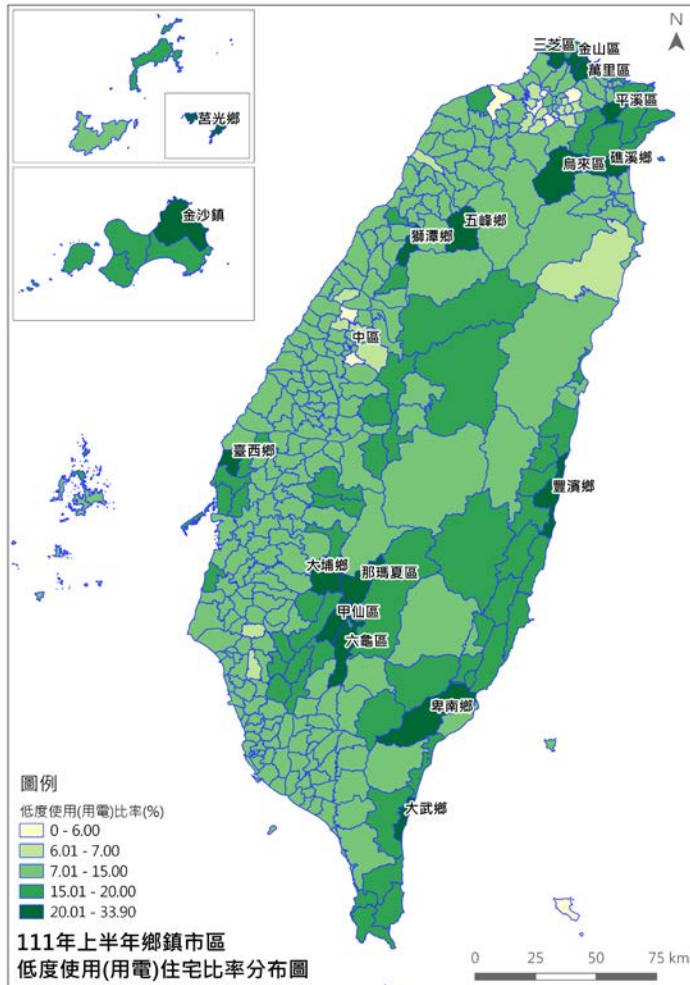 N
三芝區
金山區
萬里區
平溪區
莒光鄉
烏來區
礁溪鄉
金沙鎮
五峰鄉
獅潭鄉
中區
臺西鄉
豐濱鄉
大埔鄉
那瑪夏區
甲仙區
六龜區
卑南鄉
大武鄉
圖例
低度使用(用電)比率(%)
0 - 6.00
6.01 - 7.00
7.01 - 15.00
15.01 - 20.00
20.01 - 33.90
111年上半年鄉鎮市區
低度使用(用電)住宅比率分布圖
0 25 50 75 km